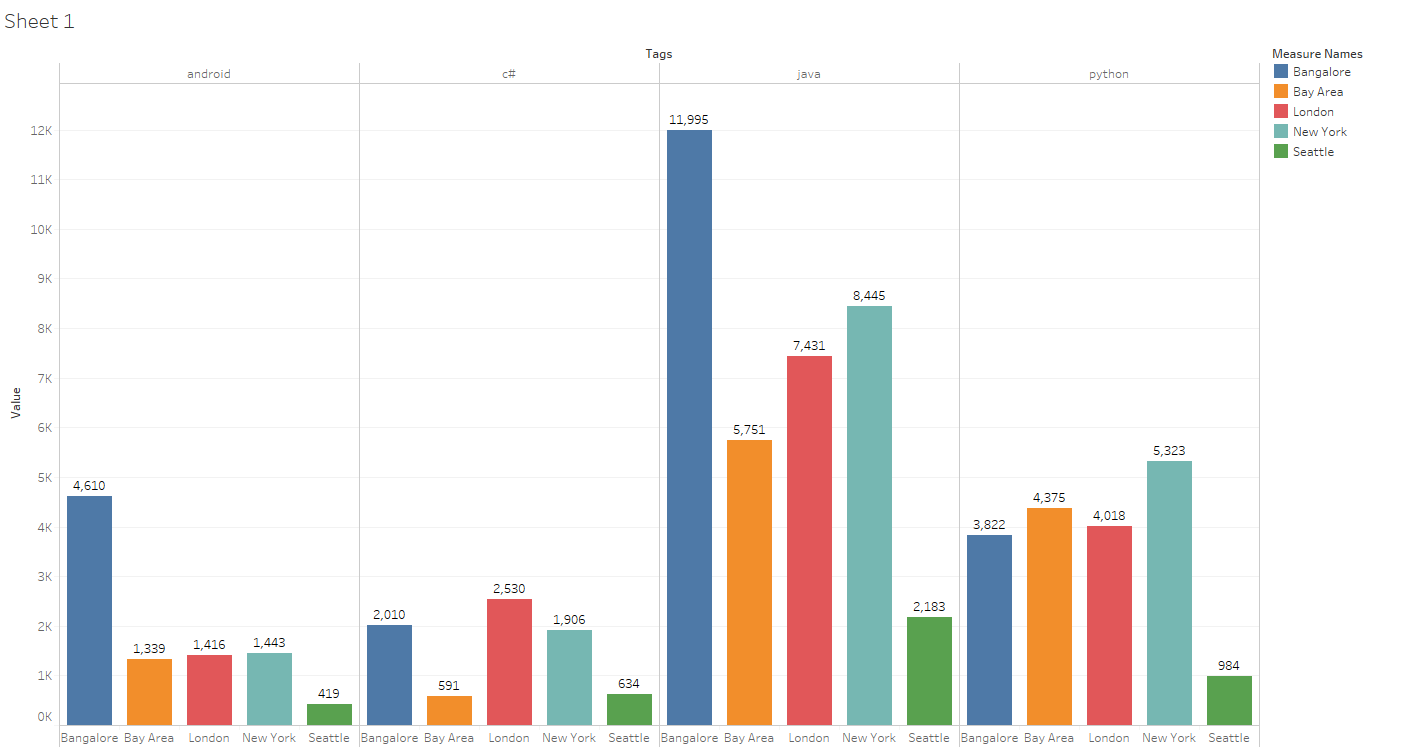 Sheet 1
Tags
android c# java python
Value
12K
11K
10K
9K
8K
7K
6K
5K
4K
3K
2K
1K
0K
4,610 1,339 1,416 1,443 419
2,010 591 2,530 1,906 634
11,995 5,751 7,431 8,445 2,183
3,822 4,375 4,018 5,323 984
Bangalore Bay Area London New York Seattle Bangalore Bay Area London New York Seattle Bangalore Bay Area London New York Seattle Bangalore Bay Area London New York Seattle
Measure Names
Bangalore
Bay Area
London
New York
Seattle